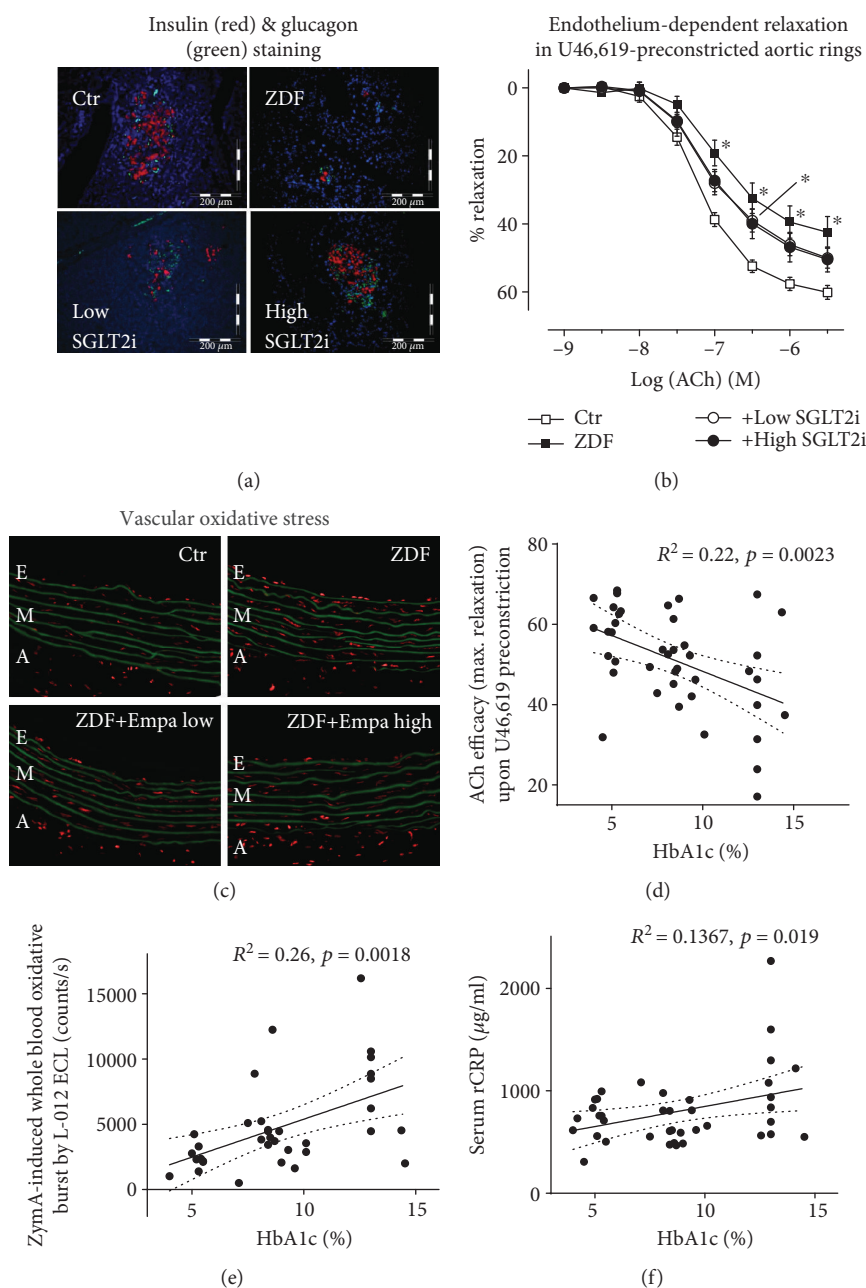 Insulin (red) & glucagon
(green) staining
Ctr
ZDF
200 µm
200 µm
Low
SGLT2i
High
SGLT2i
200 µm
200 µm
(a)
Endothelium-dependent relaxation
in U46,619-preconstricted aortic rings
% relaxation
0
20
40
60
*
*
*
*
*
−9
−8
−7
−6
Log (ACh) (M)
Ctr
ZDF
+Low SGLT2i
+High SGLT2i
(b)
Vascular oxidative stress
Ctr
E
M
A
ZDF
E
M
A
ZDF+Empa low
E
M
A
ZDF+Empa high
E
M
A
(c)
R² = 0.22, p = 0.0023
ACh efficacy (max. relaxation)
upon U46,619 preconstriction
80
60
40
20
5
10
15
HbA1c (%)
(d)
R² = 0.26, p = 0.0018
ZymA-induced whole blood oxidative
burst by L-012 ECL (counts/s)
15000
10000
5000
0
5
10
15
HbA1c (%)
(e)
R² = 0.1367, p = 0.019
Serum rCRP (µg/ml)
2000
1000
0
5
10
15
HbA1c (%)
(f)